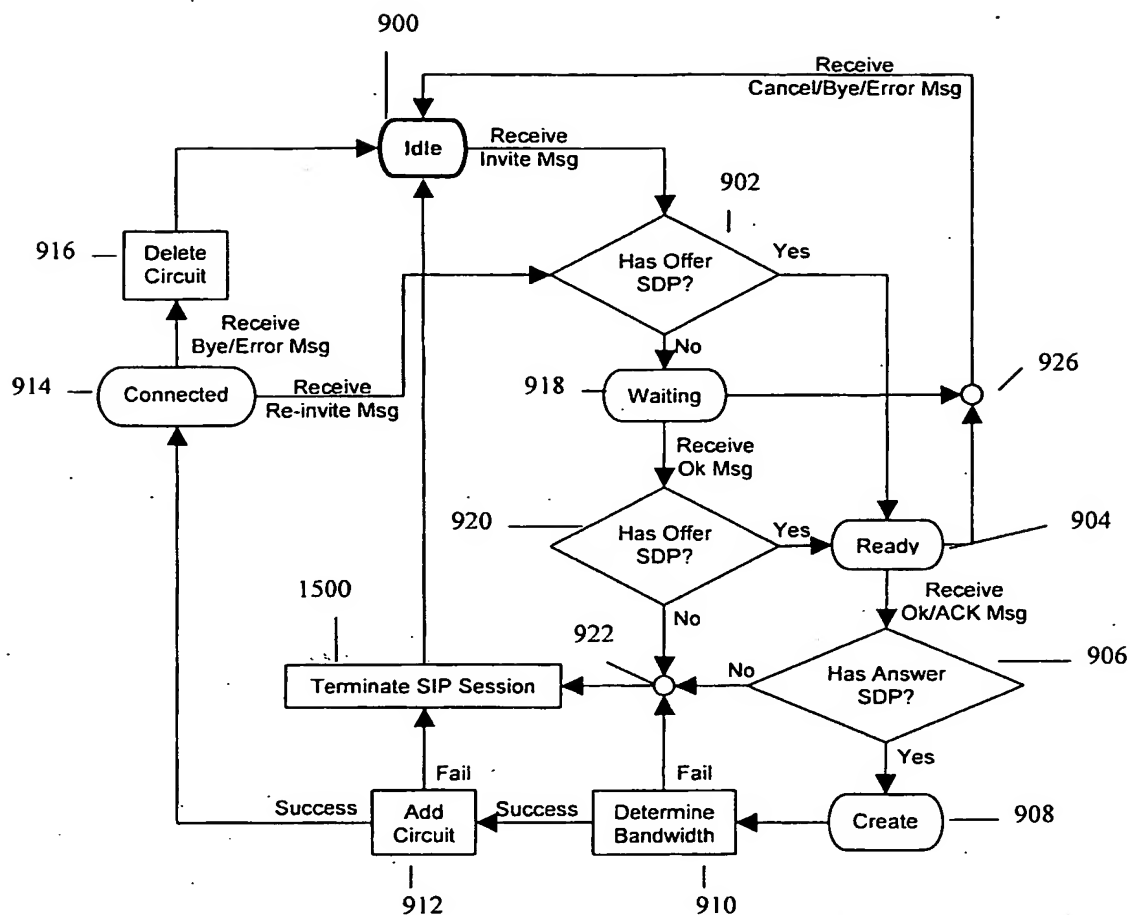 900
Receive
Cancel/Bye/Error Msg
Idle
Receive
Invite Msg
902
916
Delete
Circuit
Has Offer
SDP?
Yes
Receive
Bye/Error Msg
No
914
Connected
Receive
Re-invite Msg
918
Waiting
926
Receive
Ok Msg
920
Has Offer
SDP?
Yes
Ready
904
1500
Receive
Ok/ACK Msg
No
922
906
Terminate SIP Session
No
Has Answer
SDP?
Yes
Fail
Fail
Success
Add
Circuit
Success
Determine
Bandwidth
Create
908
912
910